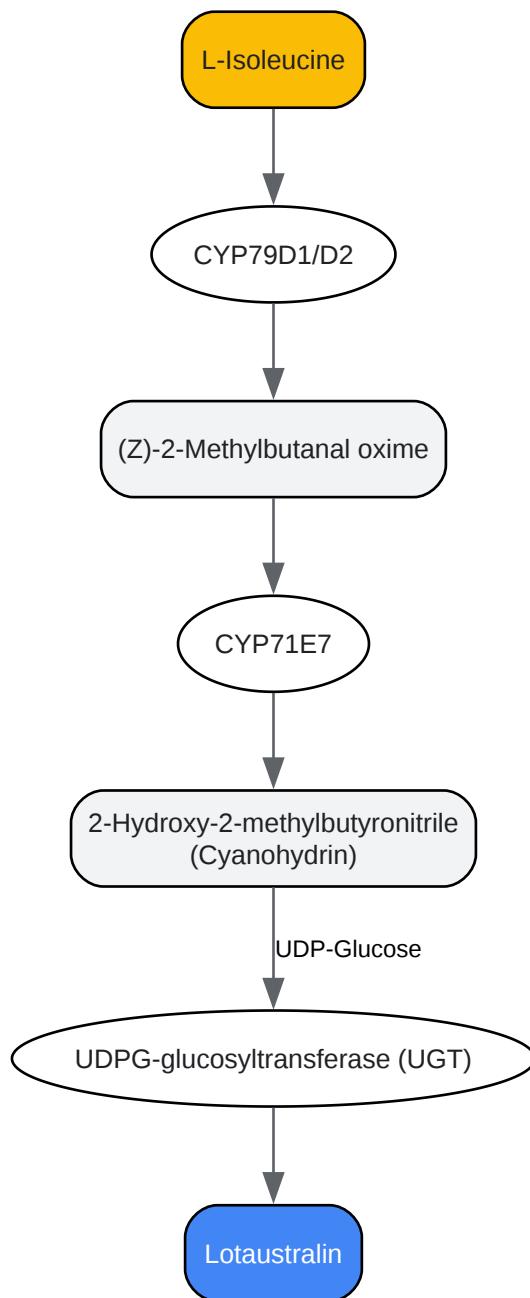 L-Isoleucine
CYP79D1/D2
(Z)-2-Methylbutanal oxime
CYP71E7
2-Hydroxy-2-methylbutyronitrile
(Cyanohydrin)
UDP-Glucose
UDPG-glucosyltransferase (UGT)
Lotaustralin